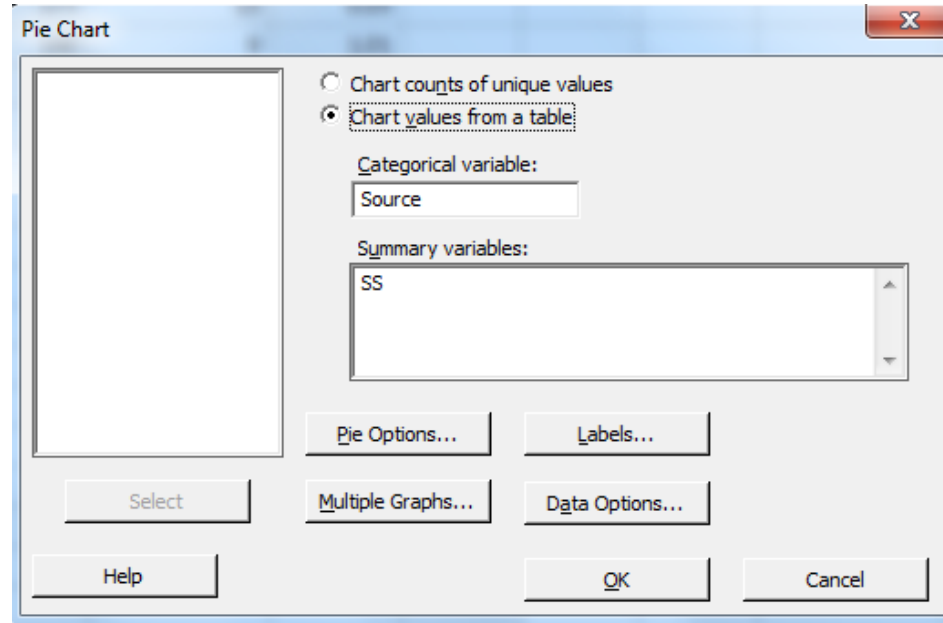 Pie Chart
Chart counts of unique values
Chart values from a table
Categorical variable:
Source
Summary variables:
SS
Pie Options...
Labels...
Select
Multiple Graphs...
Data Options...
Help
OK
Cancel